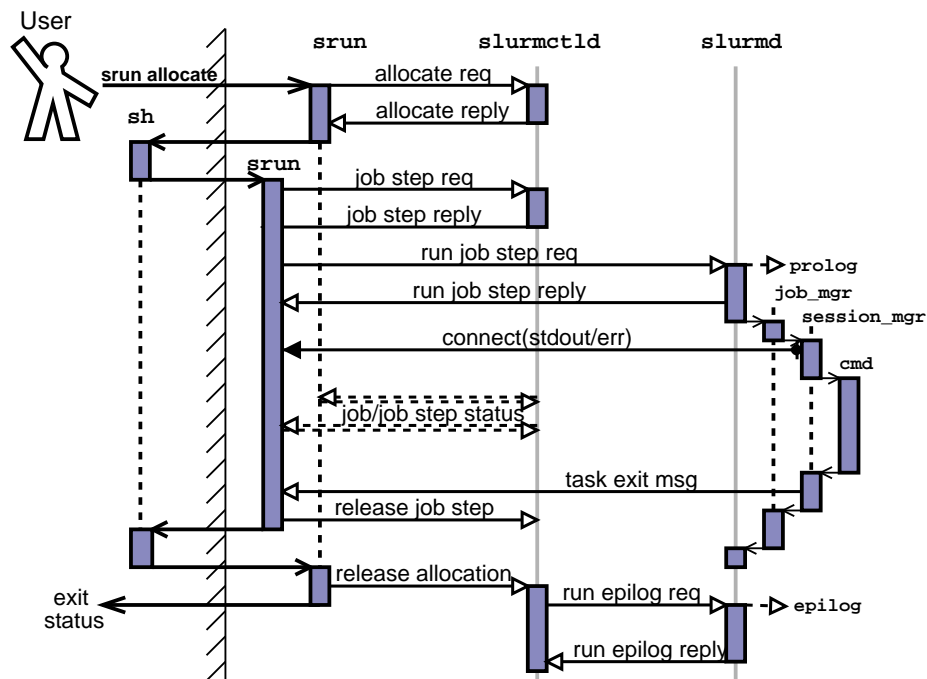 User
srun slurmctld slurmd
srun allocate
allocate req
allocate reply
sh
srun
job step req
job step reply
run job step req
prolog
run job step reply
job_mgr
session_mgr
connect(stdout/err)
cmd
job/job step status
task exit msg
release job step
release allocation
exit
status
run epilog req
epilog
run epilog reply